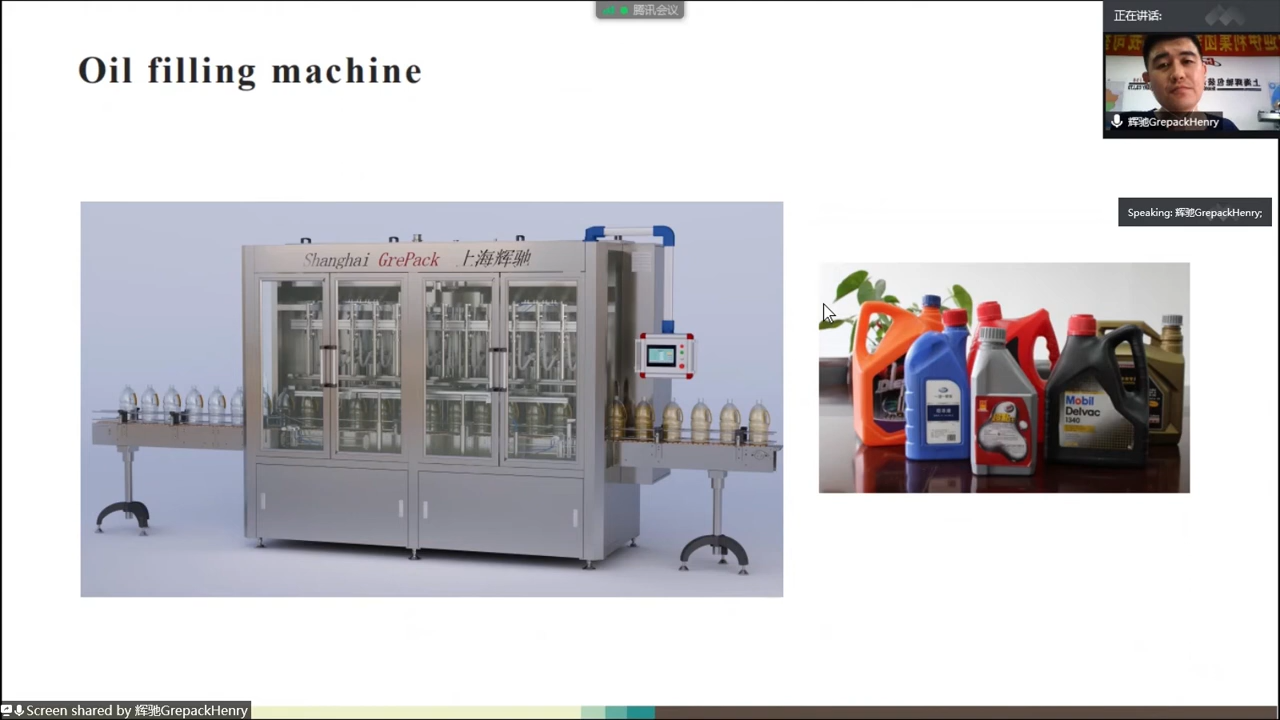 腾讯会议
正在讲话:
Oil filling machine
辉驰GrepackHenry
Speaking: 辉驰GrepackHenry;
Shanghai GrePack 上海辉驰
Mobil
Delvac
1340
Screen shared by 辉驰GrepackHenry